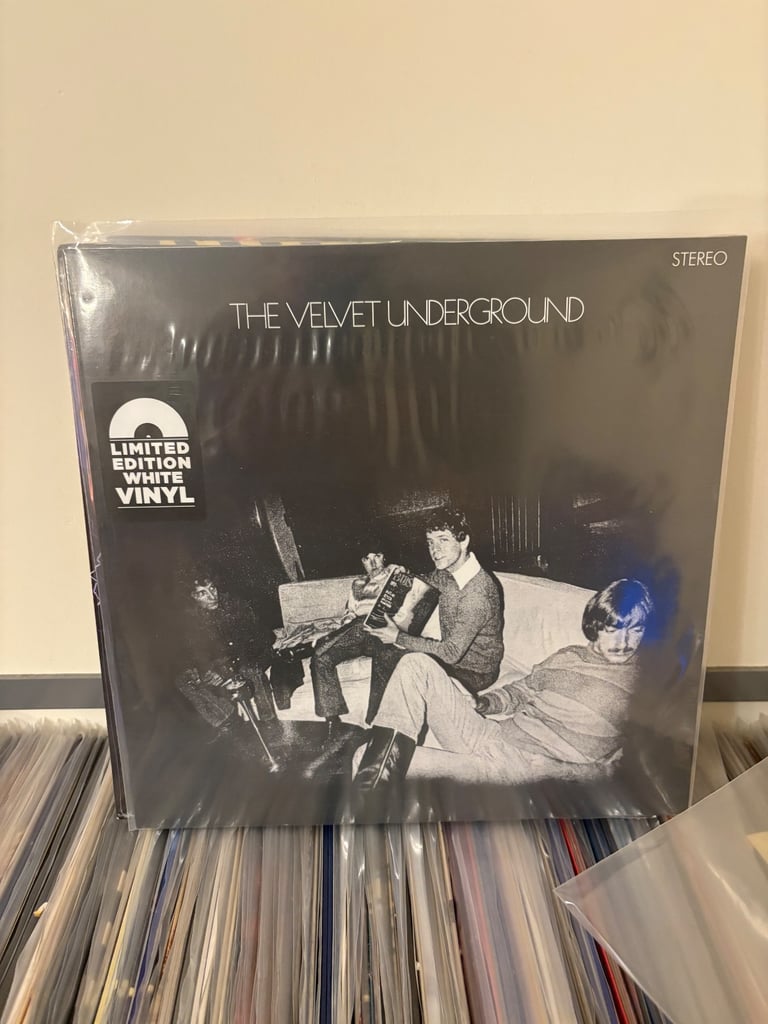 STEREO
THE VELVET UNDERGROUND
LIMITED
EDITION
WHITE
VINYL